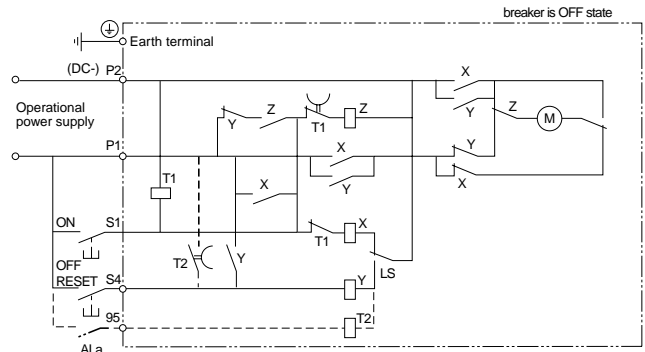 breaker is OFF state
Earth terminal
(DC-) P2
X
Operational
power supply
Z
Z
Y
Z
Y
T1
M
P1
X
Y
T1
Y
X
X
ON
S1
X
T1
OFF
T2
Y
LS
RESET
S4
Y
95
T2
ALa